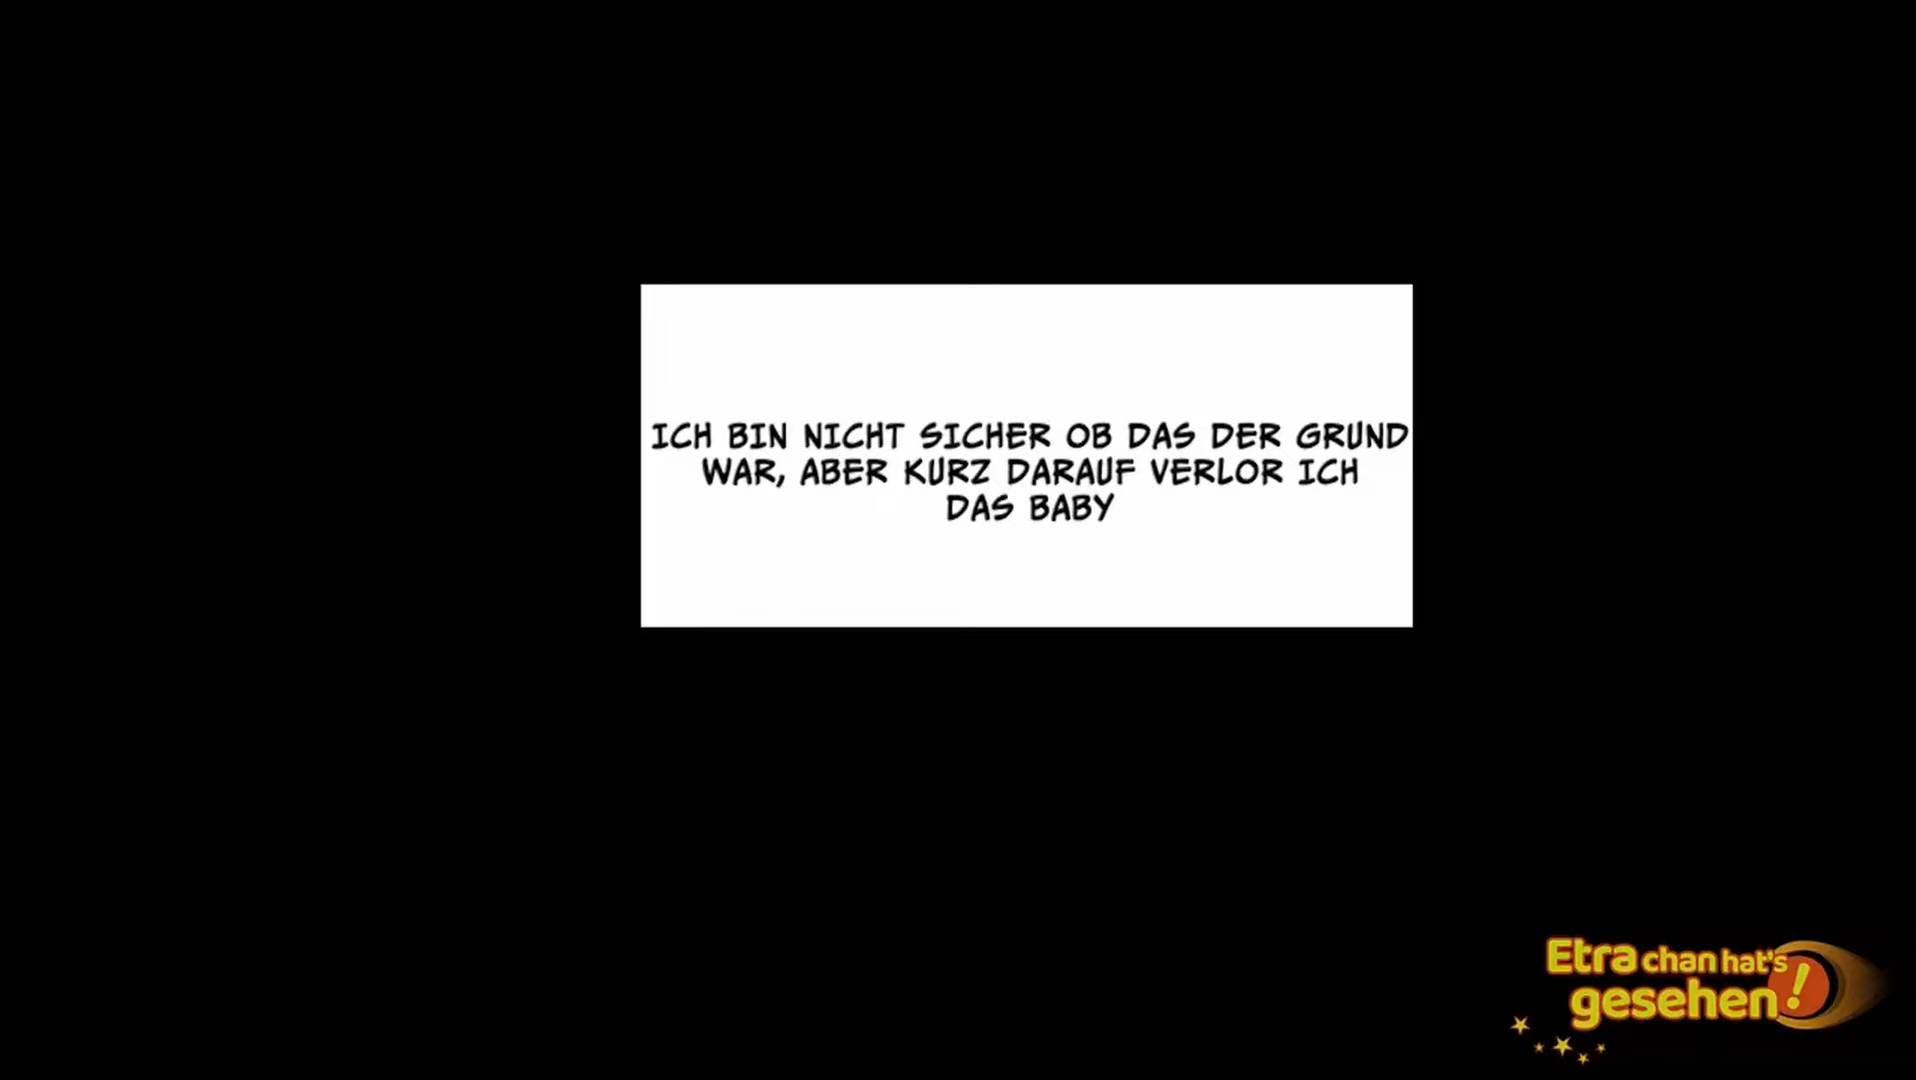 ICH BIN NICHT SICHER OB DAS DER GRUND
WAR, ABER KURZ DARAUF VERLOR ICH
DAS BABY
Etra chan hat's
gesehen!